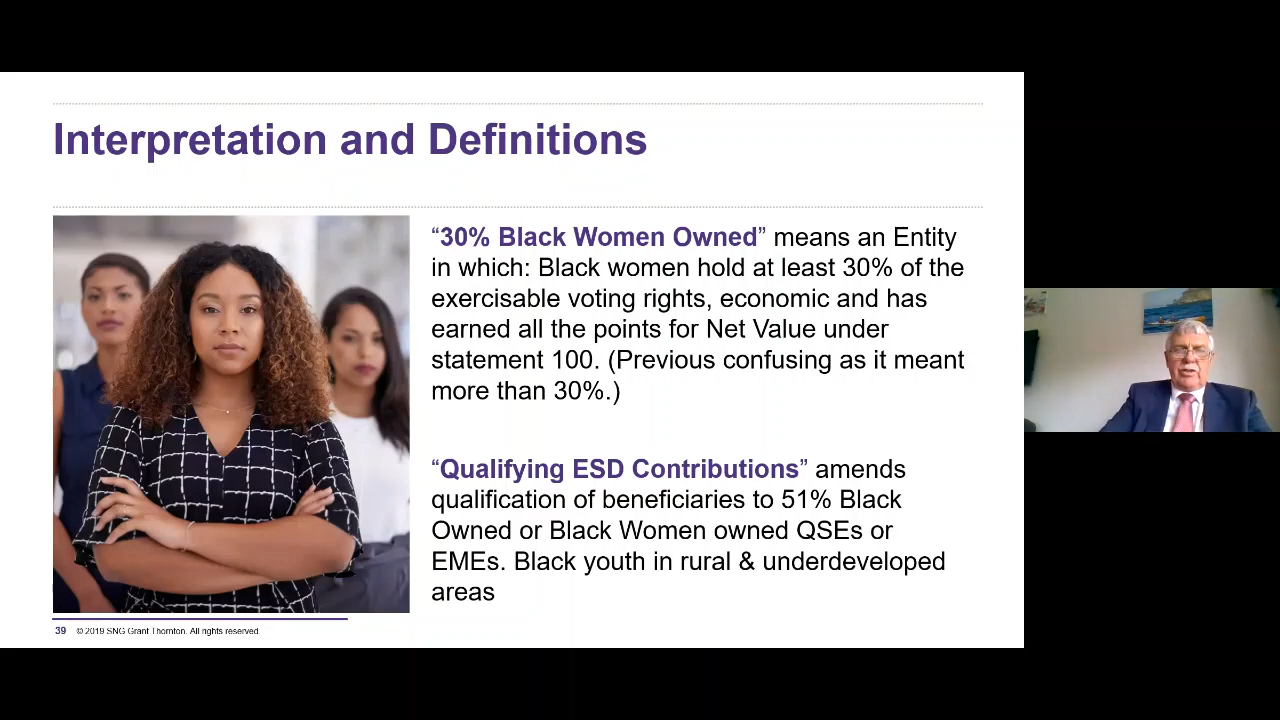 Interpretation and Definitions
“30% Black Women Owned” means an Entity
in which: Black women hold at least 30% of the
exercisable voting rights, economic and has
earned all the points for Net Value under
statement 100. (Previous confusing as it meant
more than 30%.)
“Qualifying ESD Contributions” amends
qualification of beneficiaries to 51% Black
Owned or Black Women owned QSEs or
EMEs. Black youth in rural & underdeveloped
areas
39 © 2019 SNG Grant Thornton. All rights reserved.